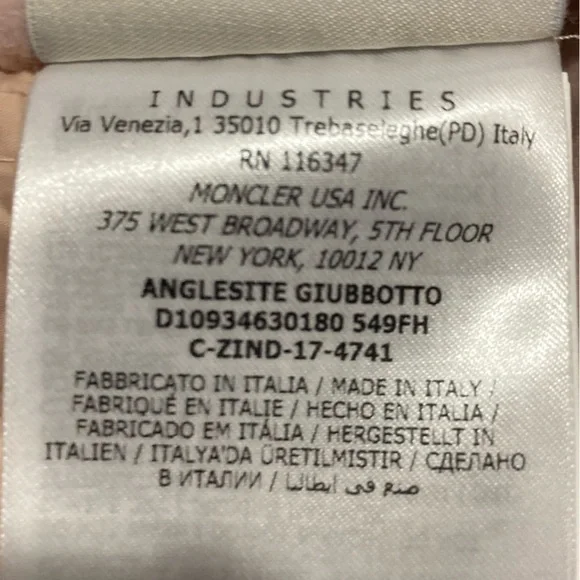 INDUSTRIES
Via Venezia,1 35010 Trebaseleghe(PD) Italy
RN 116347
MONCLER USA INC.
375 WEST BROADWAY, 5TH FLOOR
NEW YORK, 10012 NY
ANGLESITE GIUBBOTTO
D10934630180 549FH
C-ZIND-17-4741
FABBRICATO IN ITALIA / MADE IN ITALY /
FABRIQUÉ EN ITALIE / HECHO EN ITALIA /
FABRICADO EM ITÁLIA / HERGESTELLT IN
ITALIEN / ITALYA'DA ÜRETILMISTIR / СДЕЛАНО
В ИТАЛИИ / صنع في ايطاليا